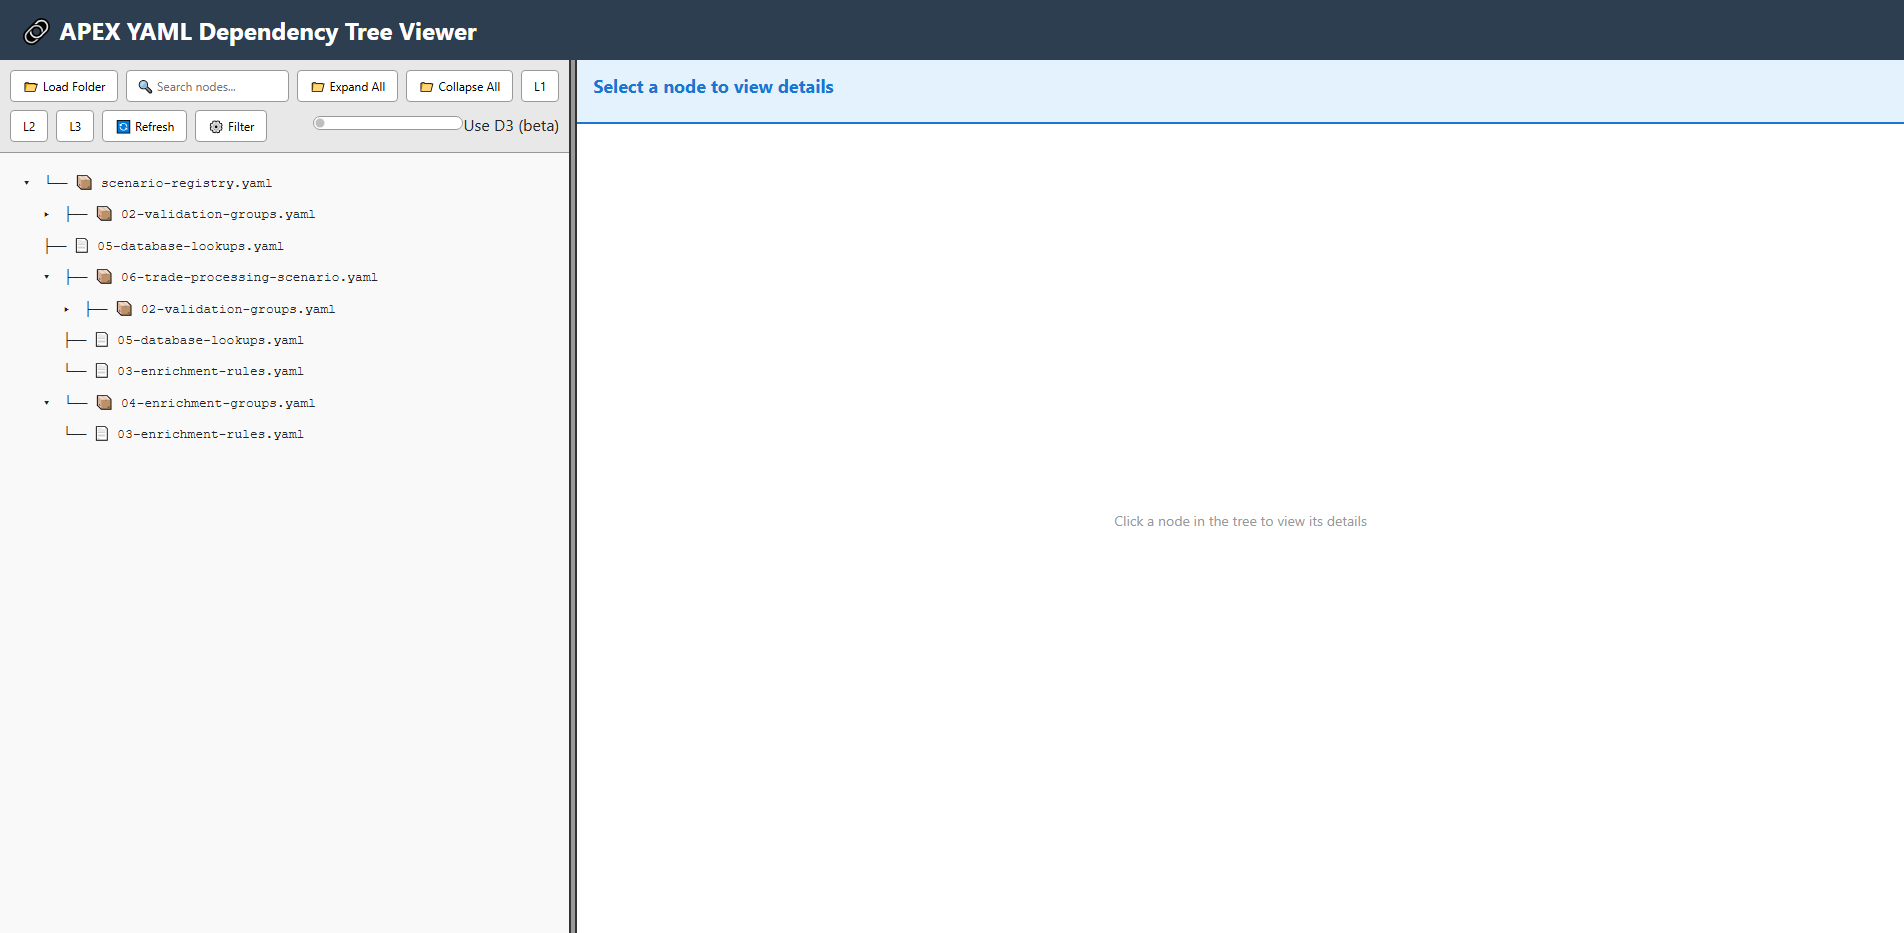 APEX YAML Dependency Tree Viewer
Load Folder
Search nodes...
Expand All
Collapse All
L1
L2
L3
Refresh
Filter
Use D3 (beta)
Select a node to view details
scenario-registry.yaml
02-validation-groups.yaml
05-database-lookups.yaml
06-trade-processing-scenario.yaml
02-validation-groups.yaml
05-database-lookups.yaml
03-enrichment-rules.yaml
04-enrichment-groups.yaml
03-enrichment-rules.yaml
Click a node in the tree to view its details